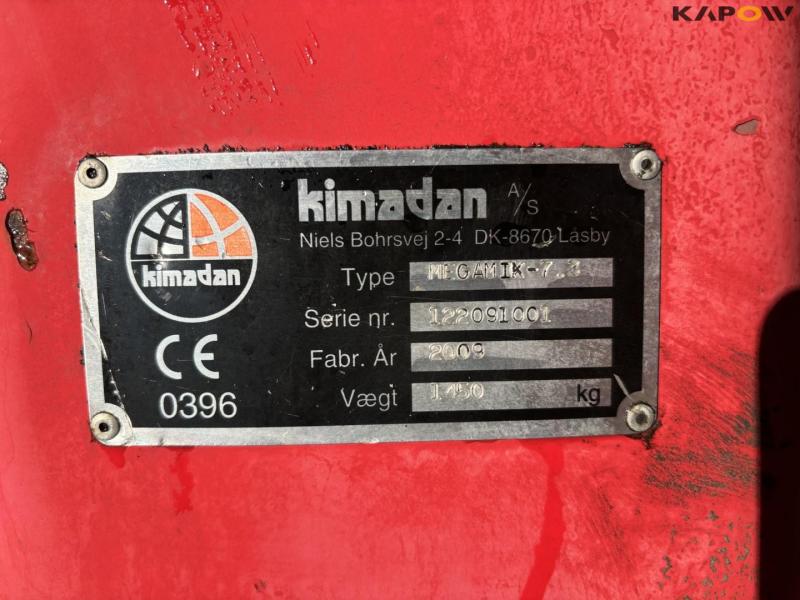 KAPOW
kimadan A/S
Niels Bohrsvej 2-4 DK-8670 Låsby
kimadan
Type MEGAMIK-7.3
Serie nr. 122091001
Fabr. År 2009
Vægt 1450 kg
CE
0396